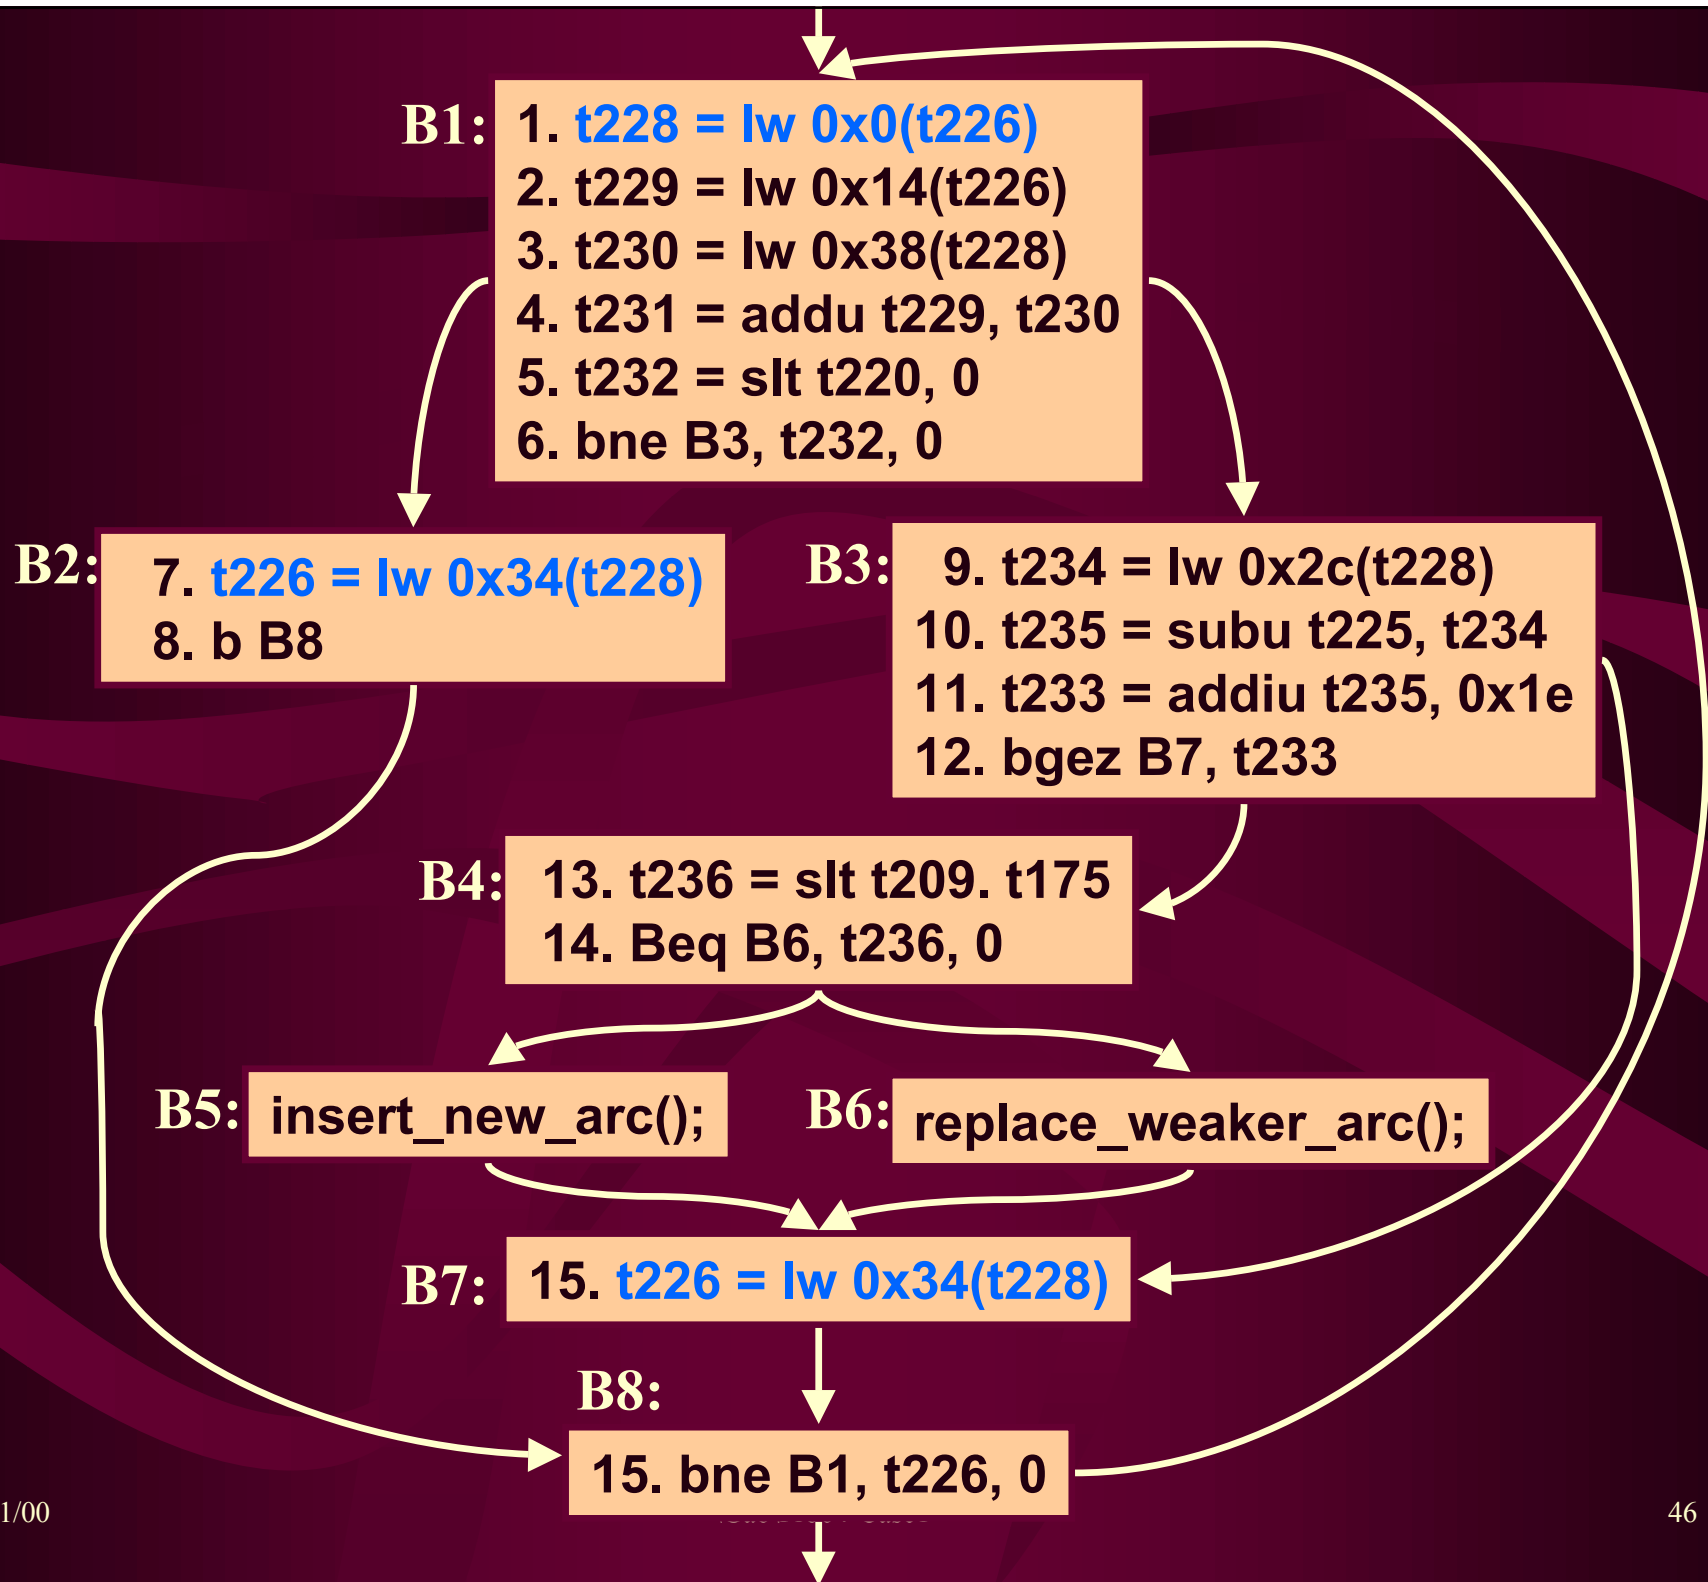 B1:
1. t228 = lw 0x0(t226)
2. t229 = lw 0x14(t226)
3. t230 = lw 0x38(t228)
4. t231 = addu t229, t230
5. t232 = slt t220, 0
6. bne B3, t232, 0
B2:
7. t226 = lw 0x34(t228)
8. b B8
B3:
9. t234 = lw 0x2c(t228)
10. t235 = subu t225, t234
11. t233 = addiu t235, 0x1e
12. bgez B7, t233
B4:
13. t236 = slt t209. t175
14. Beq B6, t236, 0
B5:
insert_new_arc();
B6:
replace_weaker_arc();
B7:
15. t226 = lw 0x34(t228)
B8:
15. bne B1, t226, 0
1/00
46